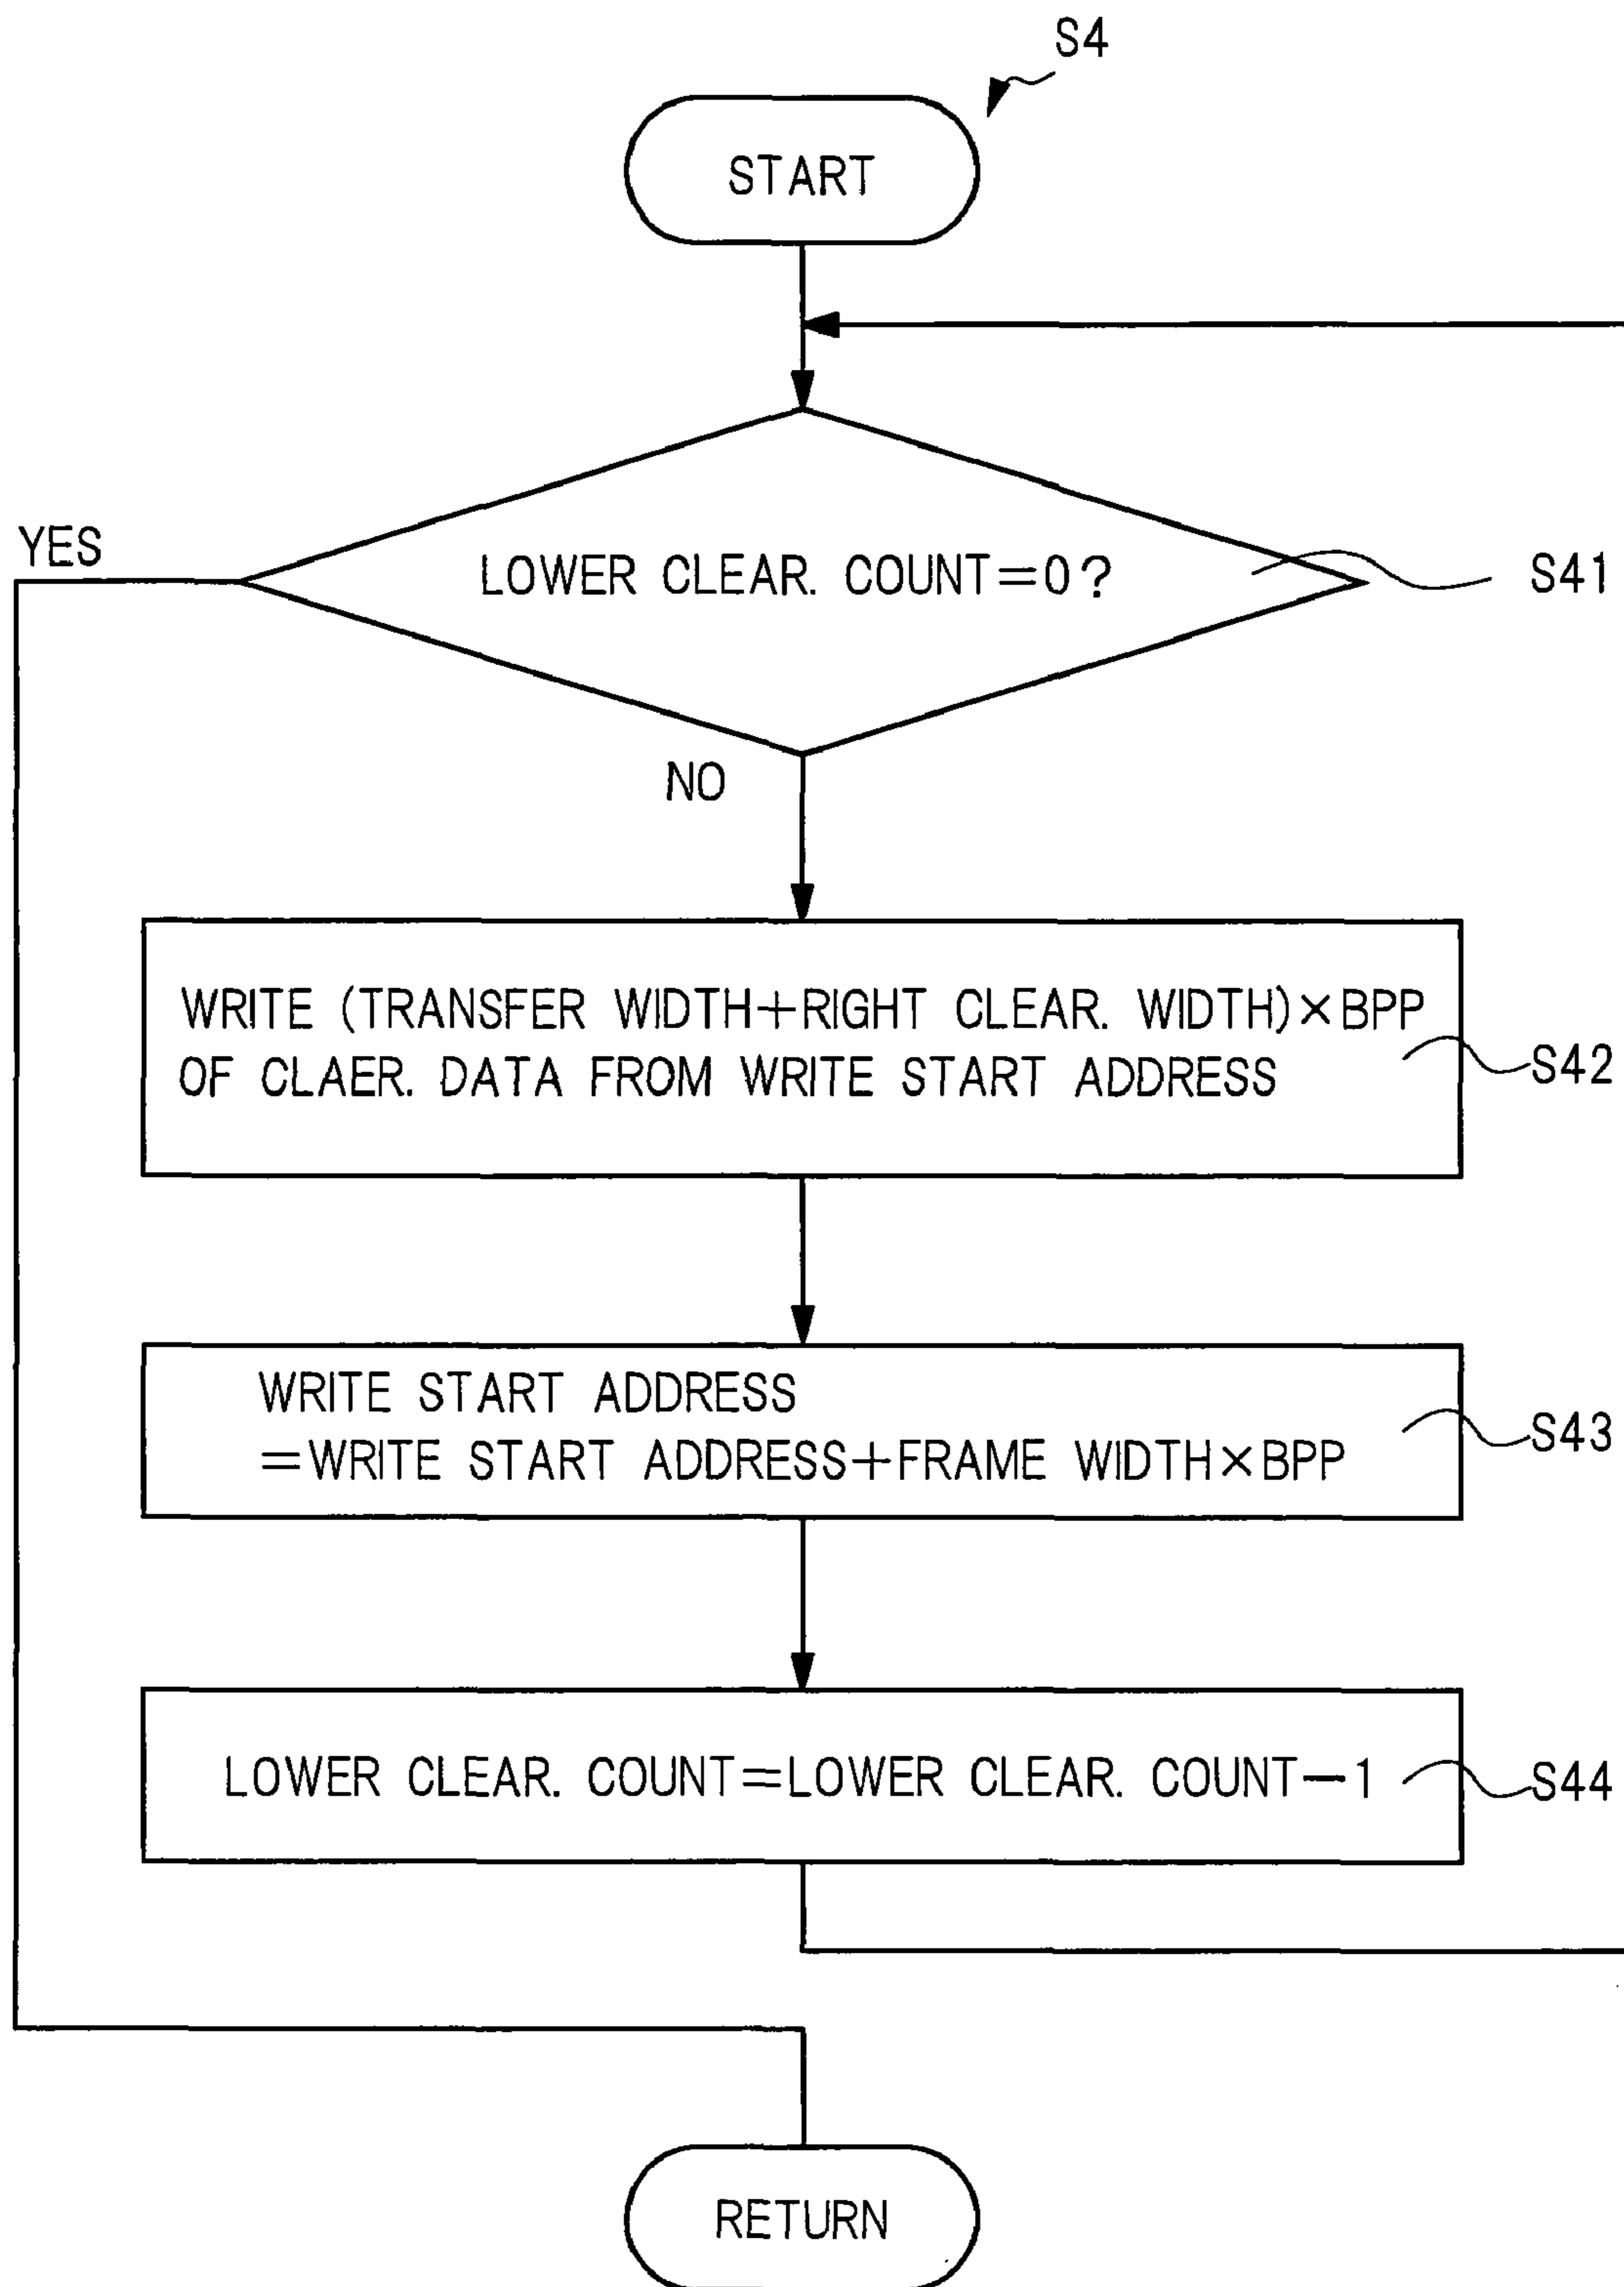 S4
START
YES
LOWER CLEAR. COUNT=0?
S41
NO
WRITE (TRANSFER WIDTH+RIGHT CLEAR. WIDTH)×BPP
OF CLAER. DATA FROM WRITE START ADDRESS
S42
WRITE START ADDRESS
=WRITE START ADDRESS+FRAME WIDTH×BPP
S43
LOWER CLEAR. COUNT=LOWER CLEAR. COUNT−1
S44
RETURN